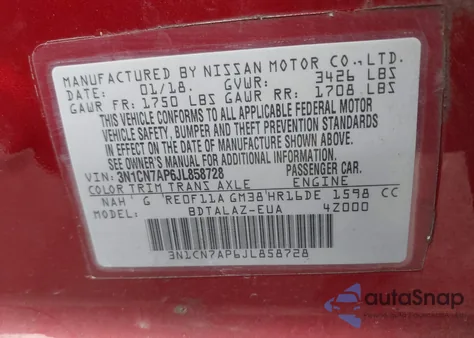 MANUFACTURED BY NISSAN MOTOR CO., LTD.
DATE: 01/18. GVWR: 3426 LBS
GAWR FR: 1750 LBS GAWR RR: 1708 LBS
THIS VEHICLE CONFORMS TO ALL APPLICABLE FEDERAL MOTOR
VEHICLE SAFETY, BUMPER AND THEFT PREVENTION STANDARDS
IN EFFECT ON THE DATE OF MANUFACTURE SHOWN ABOVE.
SEE OWNER'S MANUAL FOR ADDITIONAL INFORMATION.
VIN: 3N1CN7AP6JL858728 PASSENGER CAR.
COLOR TRIM TRANS AXLE ENGINE
NAH G RE0F11A GM38 HR16DE 1598 CC
BDTALAZ-EUA 4Z000
3N1CN7AP6JL858728
autoSnap